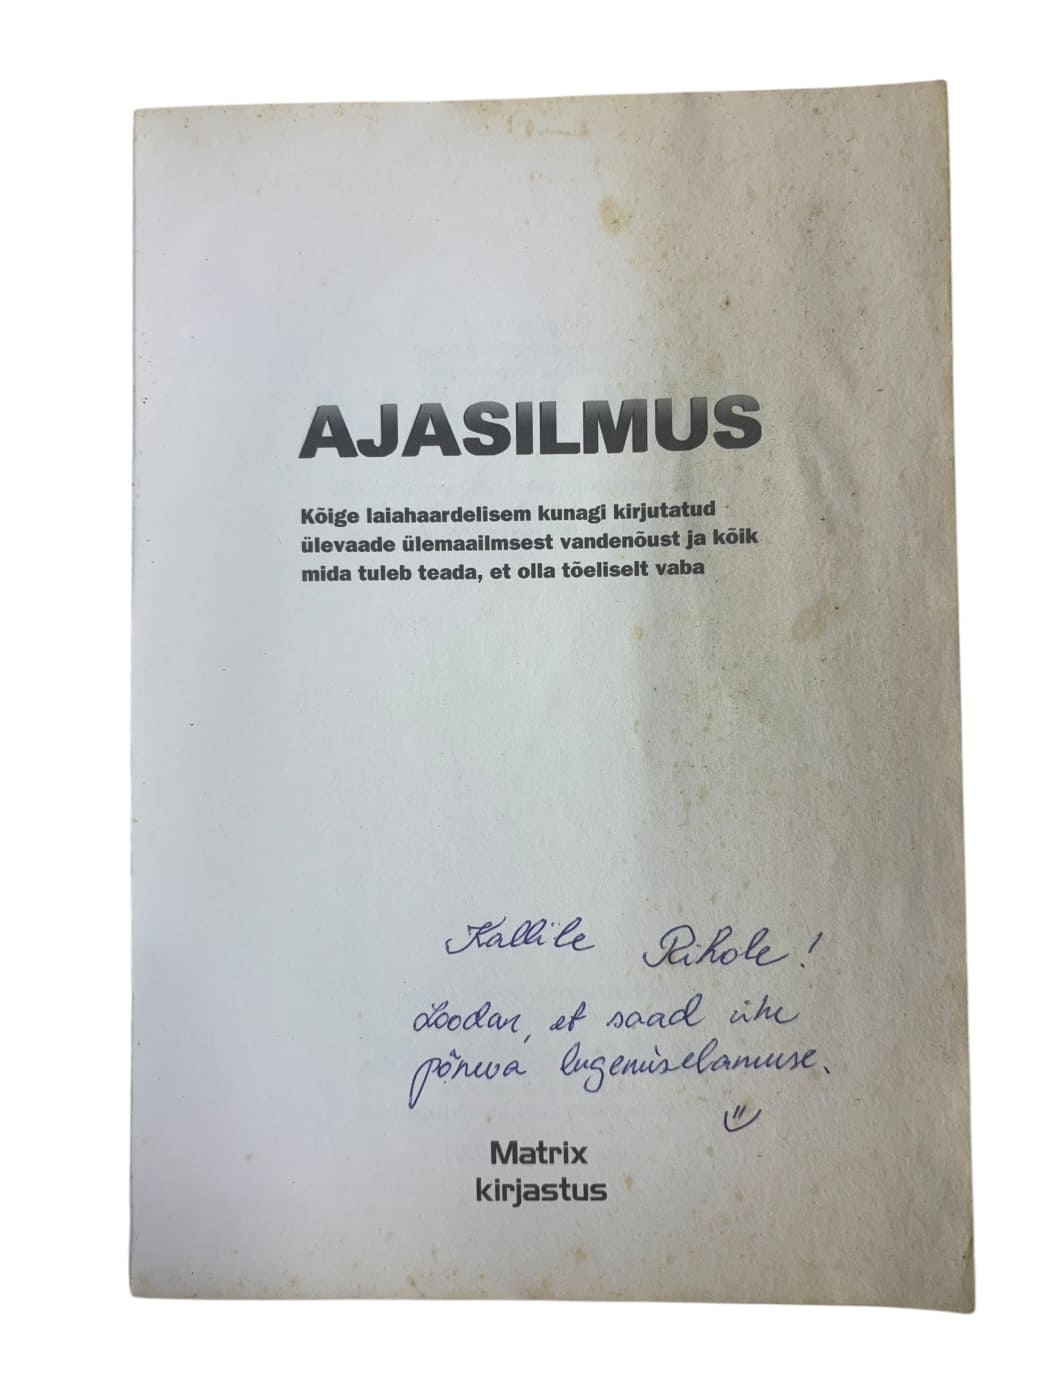 AJASILMUS
Kõige laiahaardelisem kunagi kirjutatud
ülevaade ülemaailmsest vandenõust ja kõik
mida tuleb teada, et olla tõeliselt vaba
Kallile Rihole!
Loodan, et saad ühe
põneva lugemiselamuse.
Matrix
kirjastus